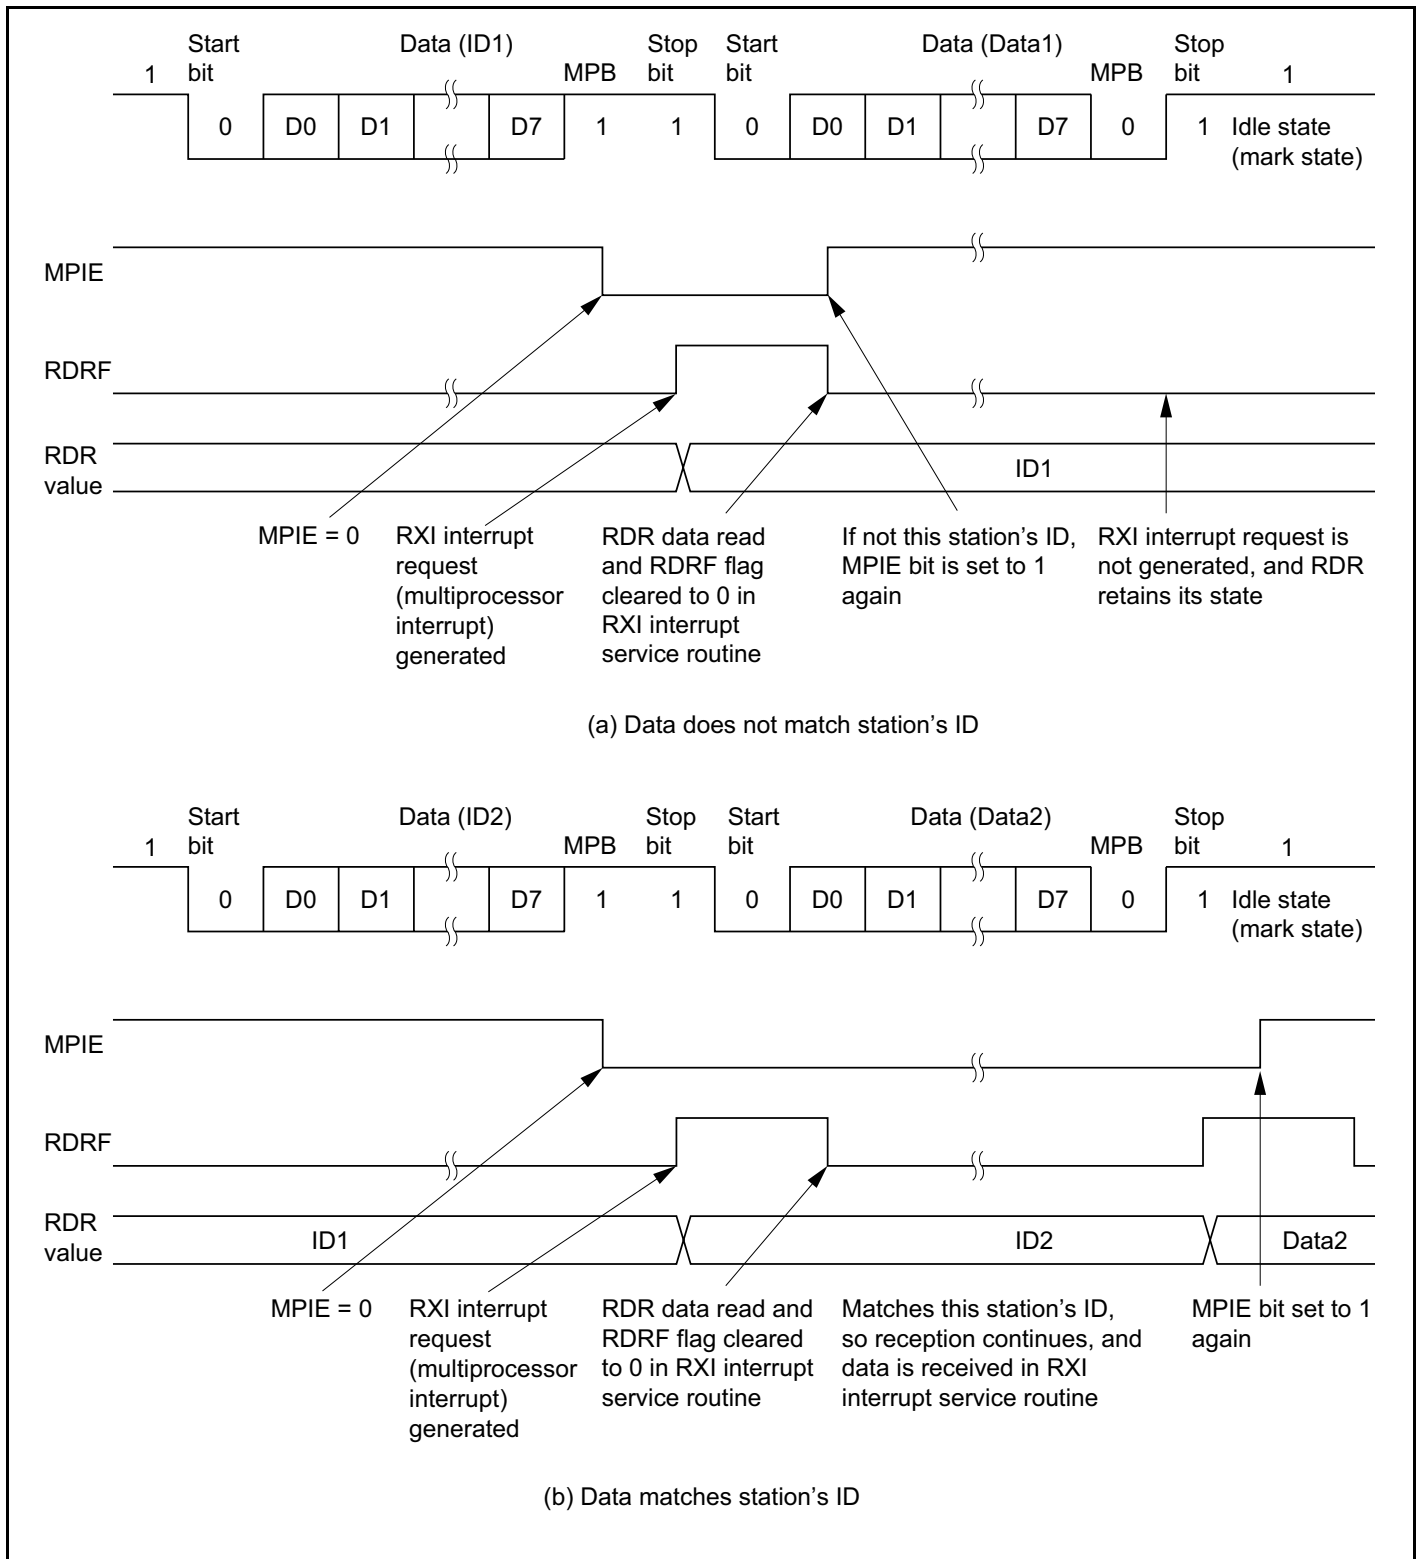 Start Data (ID1) Stop Start Data (Data1) Stop
1 bit MPB bit bit MPB bit 1
0 D0 D1 D7 1 1 0 D0 D1 D7 0 1 Idle state
(mark state)
MPIE
RDRF
RDR
value
ID1
MPIE = 0
RXI interrupt
request
(multiprocessor
interrupt)
generated
RDR data read
and RDRF flag
cleared to 0 in
RXI interrupt
service routine
If not this station's ID,
MPIE bit is set to 1
again
RXI interrupt request is
not generated, and RDR
retains its state
(a) Data does not match station's ID
Start Data (ID2) Stop Start Data (Data2) Stop
1 bit MPB bit bit MPB bit 1
0 D0 D1 D7 1 1 0 D0 D1 D7 0 1 Idle state
(mark state)
MPIE
RDRF
RDR
value
ID1 ID2 Data2
MPIE = 0
RXI interrupt
request
(multiprocessor
interrupt)
generated
RDR data read and
RDRF flag cleared
to 0 in RXI interrupt
service routine
Matches this station's ID,
so reception continues, and
data is received in RXI
interrupt service routine
MPIE bit set to 1
again
(b) Data matches station's ID